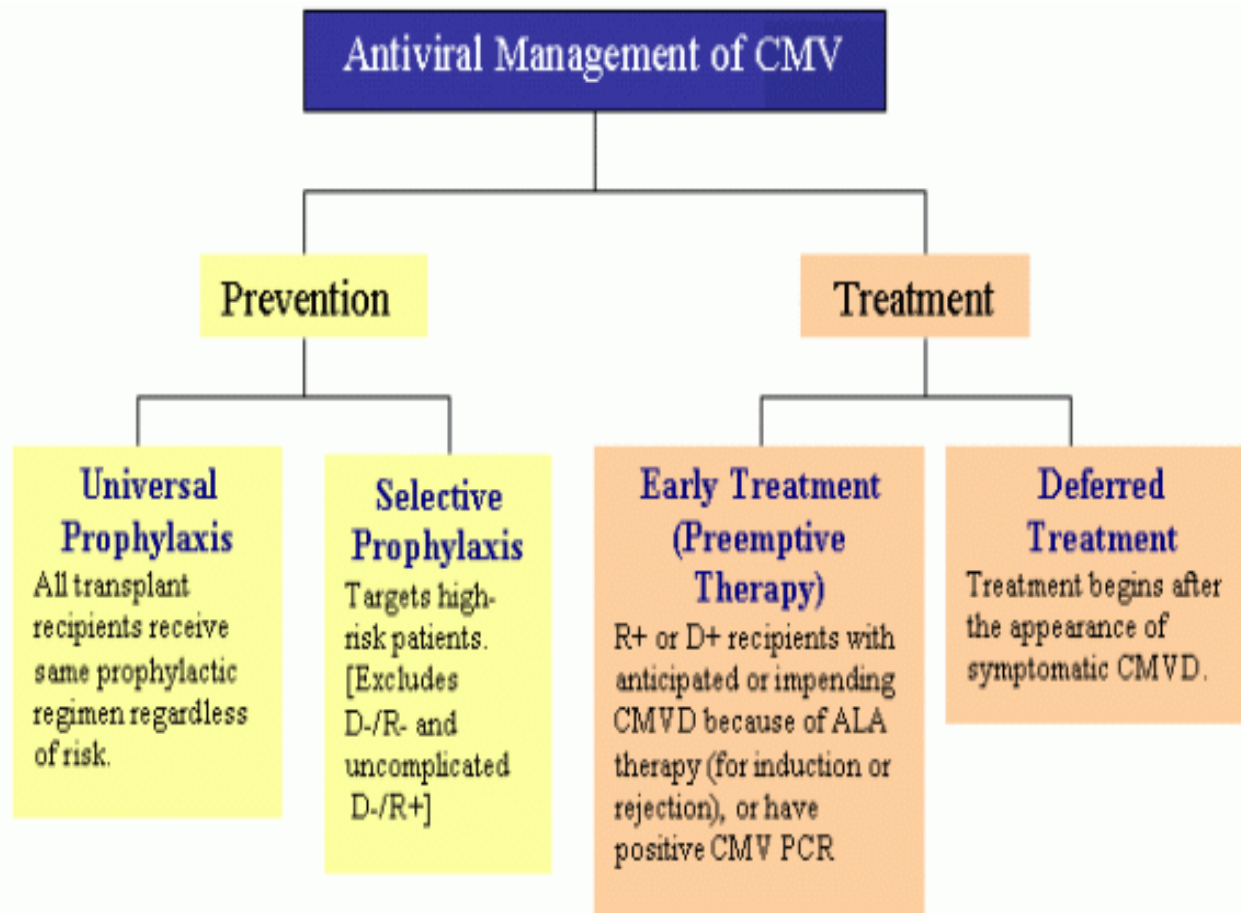 Antiviral Management of CMV
Prevention
Treatment
Universal
Prophylaxis
All transplant
recipients receive
same prophylactic
regimen regardless
of risk.
Selective
Prophylaxis
Targets high-
risk patients.
[Excludes
D-/R- and
uncomplicated
D-/R+]
Early Treatment
(Preemptive
Therapy)
R+ or D+ recipients with
anticipated or impending
CMVD because of ALA
therapy (for induction or
rejection), or have
positive CMV PCR
Deferred
Treatment
Treatment begins after
the appearance of
symptomatic CMVD.